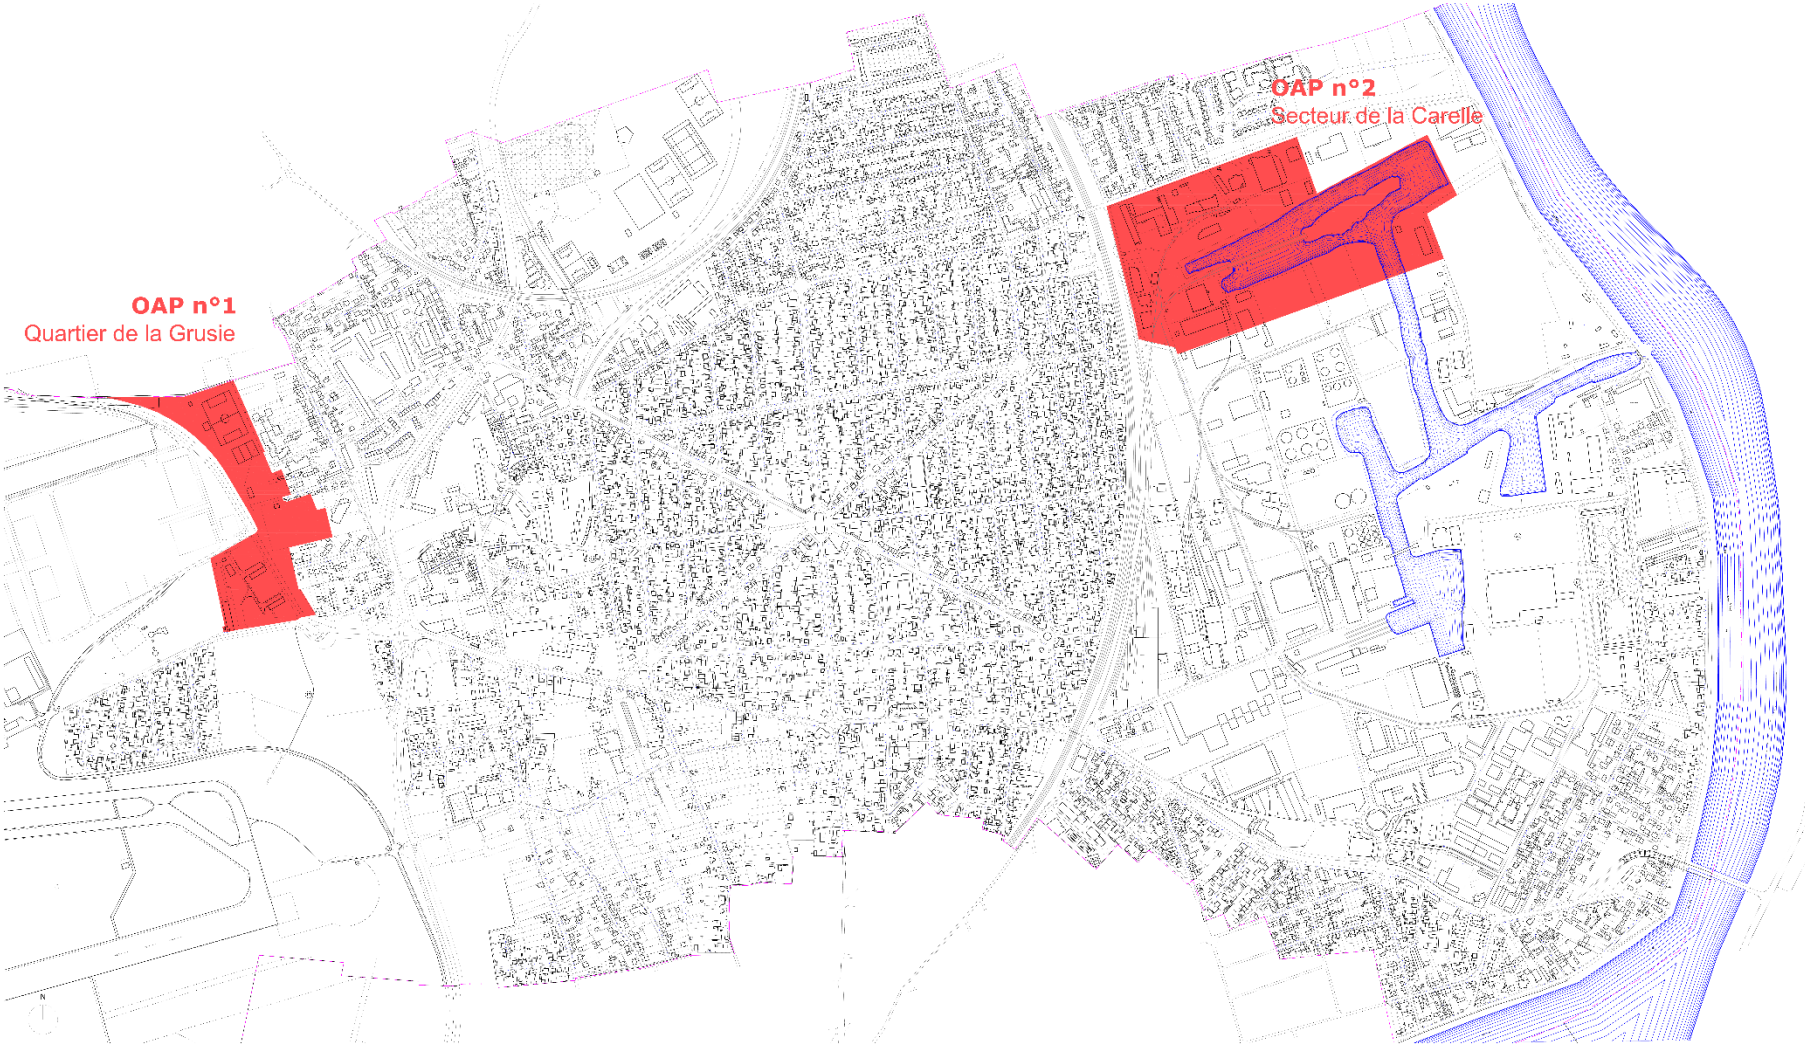 OAP n°2
Secteur de la Carelle
OAP n°1
Quartier de la Grusie
N